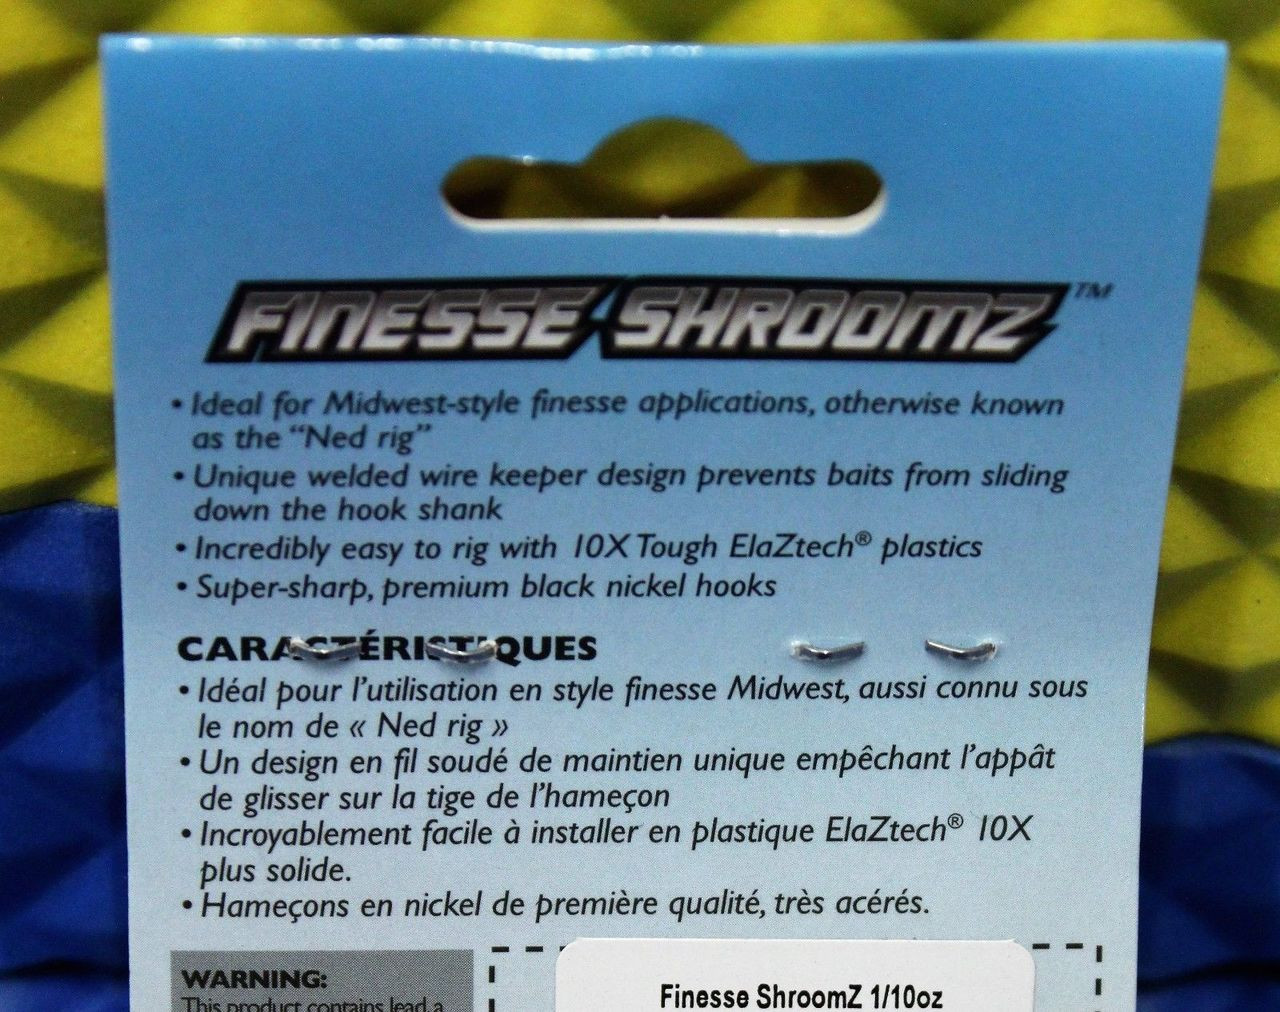 FINESSE SHROOMZ™
• Ideal for Midwest-style finesse applications, otherwise known
as the “Ned rig”
• Unique welded wire keeper design prevents baits from sliding
down the hook shank
• Incredibly easy to rig with 10X Tough ElaZtech® plastics
• Super-sharp, premium black nickel hooks
CARACTÉRISTIQUES
• Idéal pour l’utilisation en style finesse Midwest, aussi connu sous
le nom de « Ned rig »
• Un design en fil soudé de maintien unique empêchant l’appât
de glisser sur la tige de l’hameçon
• Incroyablement facile à installer en plastique ElaZtech® 10X
plus solide.
• Hameçons en nickel de première qualité, très acérés.
WARNING:
This product contains lead, a
Finesse ShroomZ 1/10oz